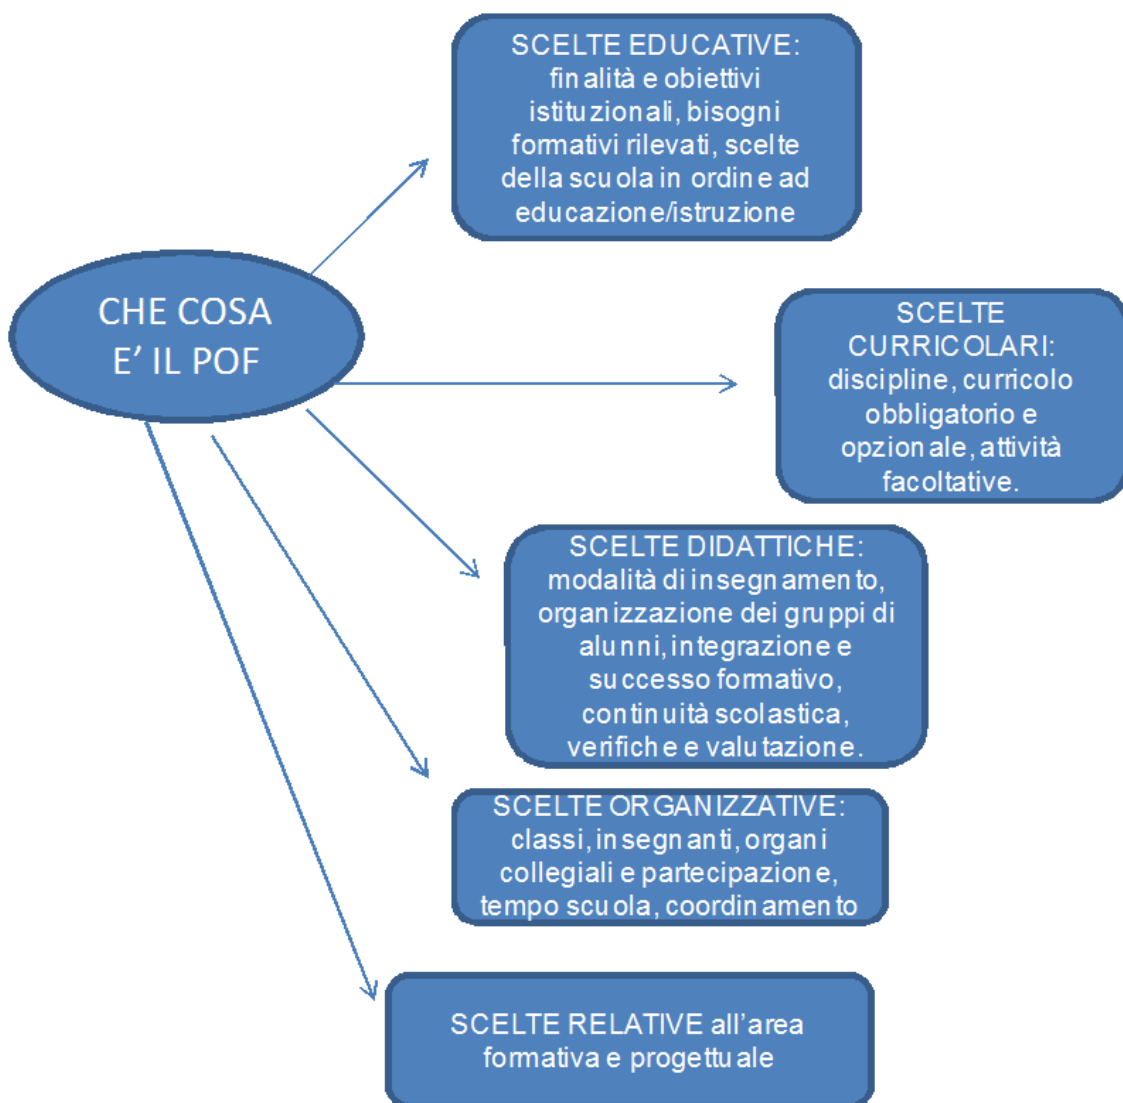 SCELTE EDUCATIVE:
finalità e obiettivi
istituzionali, bisogni
formativi rilevati, scelte
della scuola in ordine ad
educazione/istruzione
CHE COSA
E’ IL POF
SCELTE
CURRICOLARI:
discipline, curricolo
obbligatorio e
opzionale, attività
facoltative.
SCELTE DIDATTICHE:
modalità di insegnamento,
organizzazione dei gruppi di
alunni, integrazione e
successo formativo,
continuità scolastica,
verifiche e valutazione.
SCELTE ORGANIZZATIVE:
classi, insegnanti, organi
collegiali e partecipazione,
tempo scuola, coordinamento
SCELTE RELATIVE all’area
formativa e progettuale